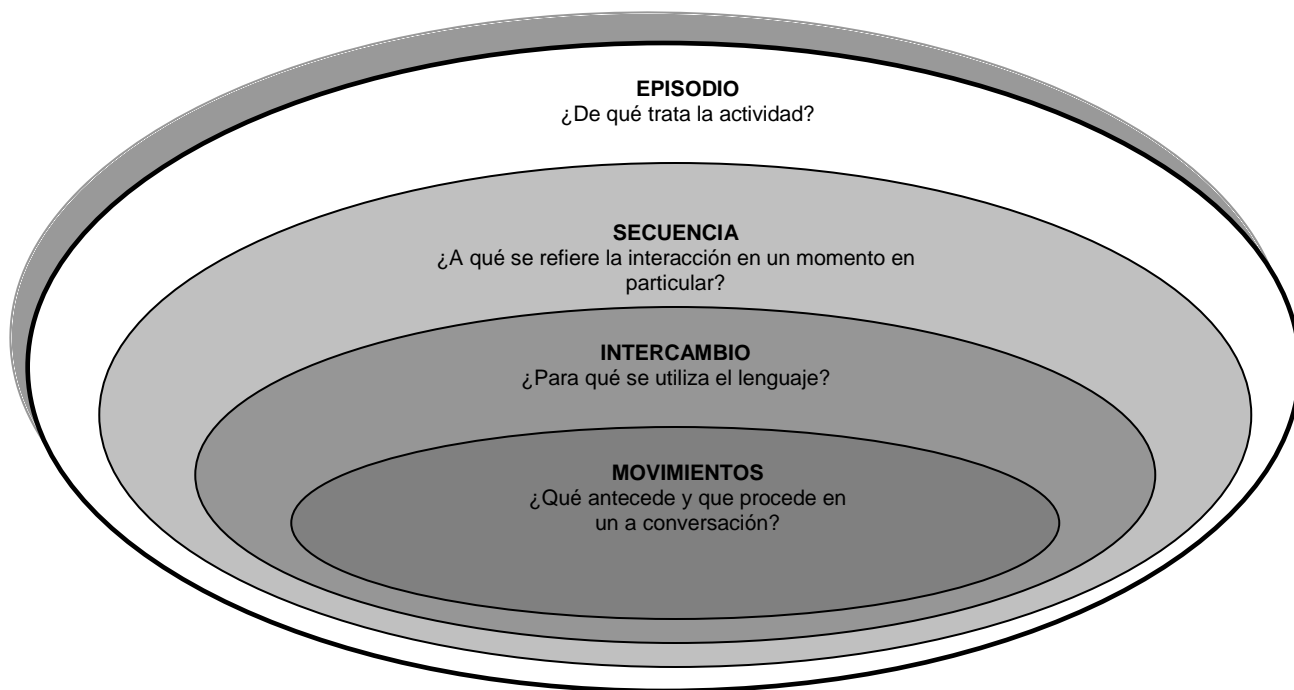 EPISODIO
¿De qué trata la actividad?
SECUENCIA
¿A qué se refiere la interacción en un momento en
particular?
INTERCAMBIO
¿Para qué se utiliza el lenguaje?
MOVIMIENTOS
¿Qué antecede y que procede en
un a conversación?